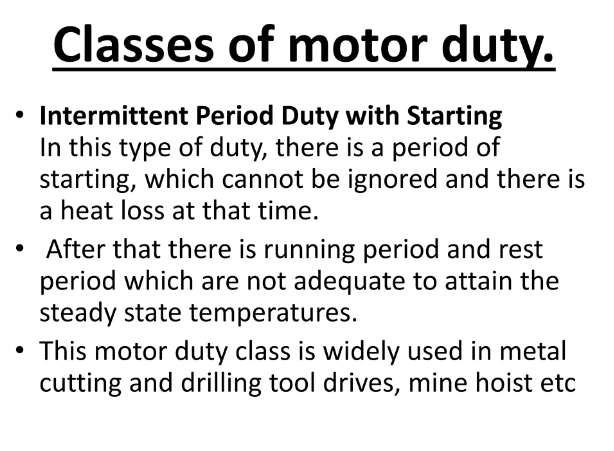 Classes of motor duty.
• Intermittent Period Duty with Starting
In this type of duty, there is a period of
starting, which cannot be ignored and there is
a heat loss at that time.
• After that there is running period and rest
period which are not adequate to attain the
steady state temperatures.
• This motor duty class is widely used in metal
cutting and drilling tool drives, mine hoist etc